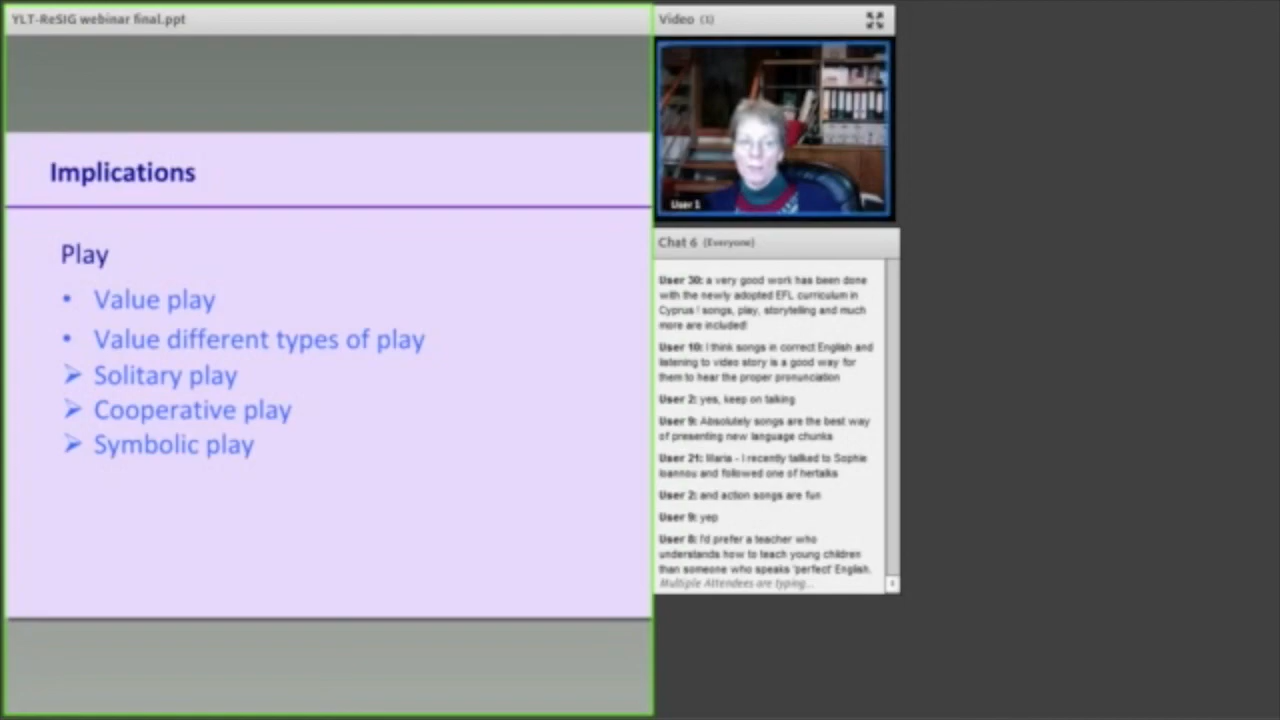 YLT-ReSIG webinar final.ppt
Implications
Play
• Value play
• Value different types of play
➢ Solitary play
➢ Cooperative play
➢ Symbolic play
Video (1)
User 1
Chat 6 (Everyone)
User 30: a very good work has been done
with the newly adopted EFL curriculum in
Cyprus ! songs, play, storytelling and much
more are included!
User 10: I think songs in correct English and
listening to video story is a good way for
them to hear the proper pronunciation
User 2: yes, keep on talking
User 9: Absolutely songs are the best way
of presenting new language chunks
User 21: Maria - I recently tallked to Sophie
Ioannou and followed one of hertalks
User 2: and action songs are fun
User 9: yep
User 8: I'd prefer a teacher who
understands how to teach young children
than someone who speaks 'perfect' English.
Multiple Attendees are typing...